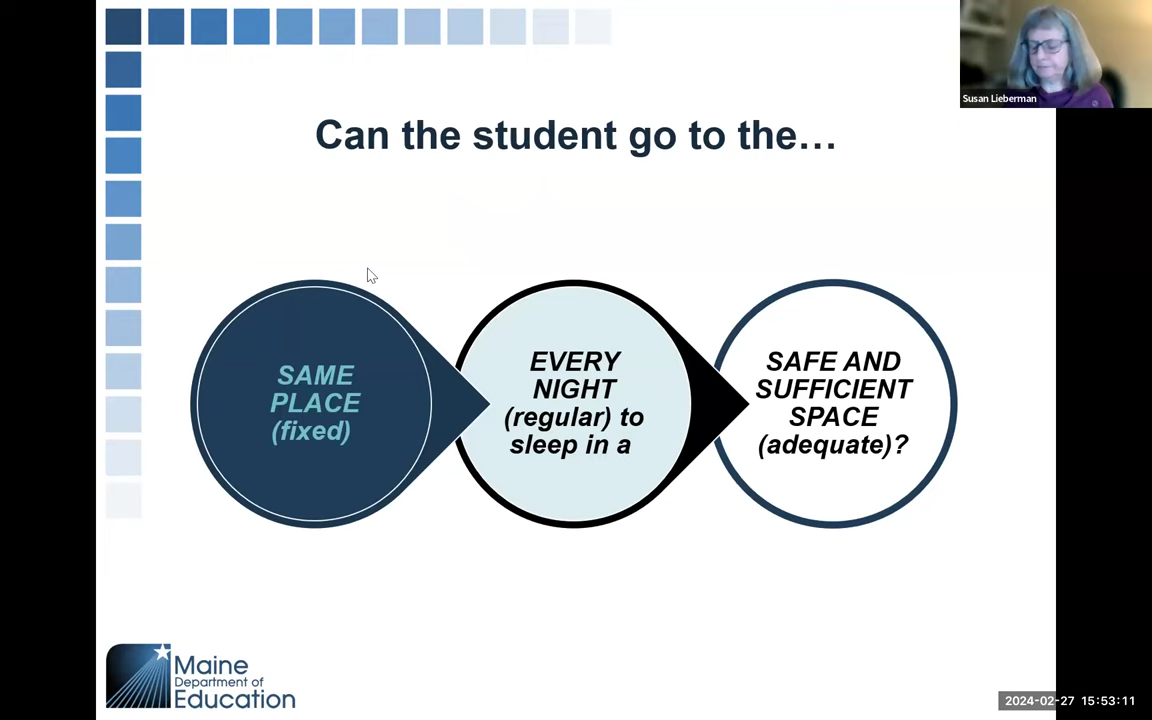 Susan Lieberman
Can the student go to the…
SAME
PLACE
(fixed)
EVERY
NIGHT
(regular) to
sleep in a
SAFE AND
SUFFICIENT
SPACE
(adequate)?
Maine
Department of
Education
2024-02-27 15:53:11